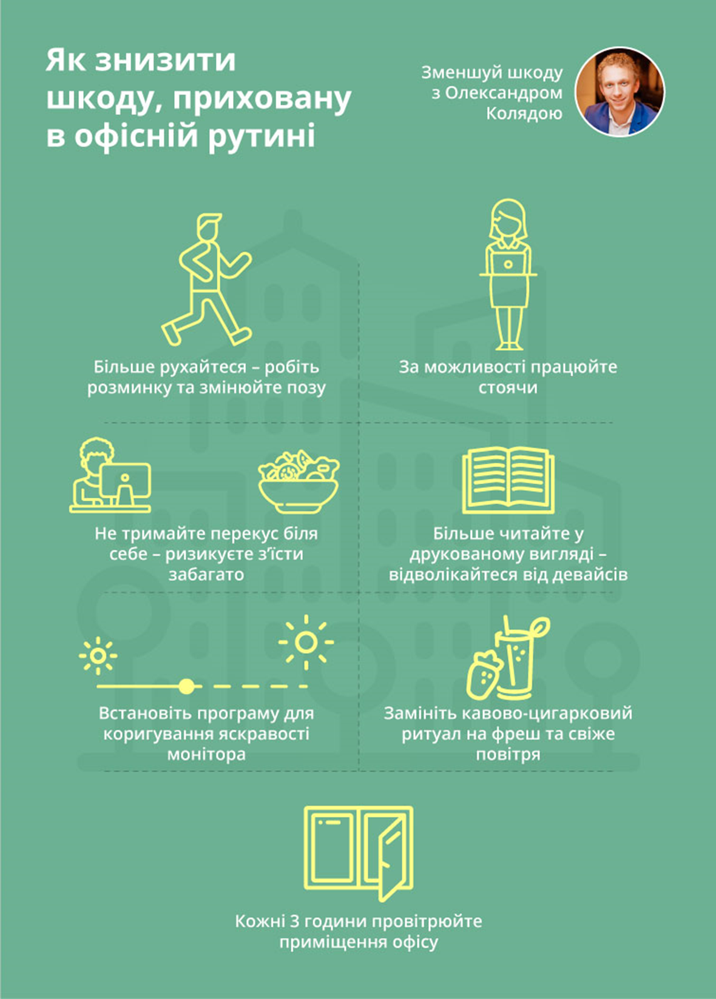 Як знизити
шкоду, приховану
в офісній рутині
Зменшуй шкоду
з Олександром
Колядою
Більше рухайтеся – робіть
розминку та змінюйте позу
За можливості працюйте
стоячи
Не тримайте перекус біля
себе – ризикуєте з’їсти
забагато
Більше читайте у
друкованому вигляді –
відволікайтеся від девайсів
Встановіть програму для
коригування яскравості
монітора
Замініть кавово-цигарковий
ритуал на фреш та свіже
повітря
Кожні 3 години провітрюйте
приміщення офісу